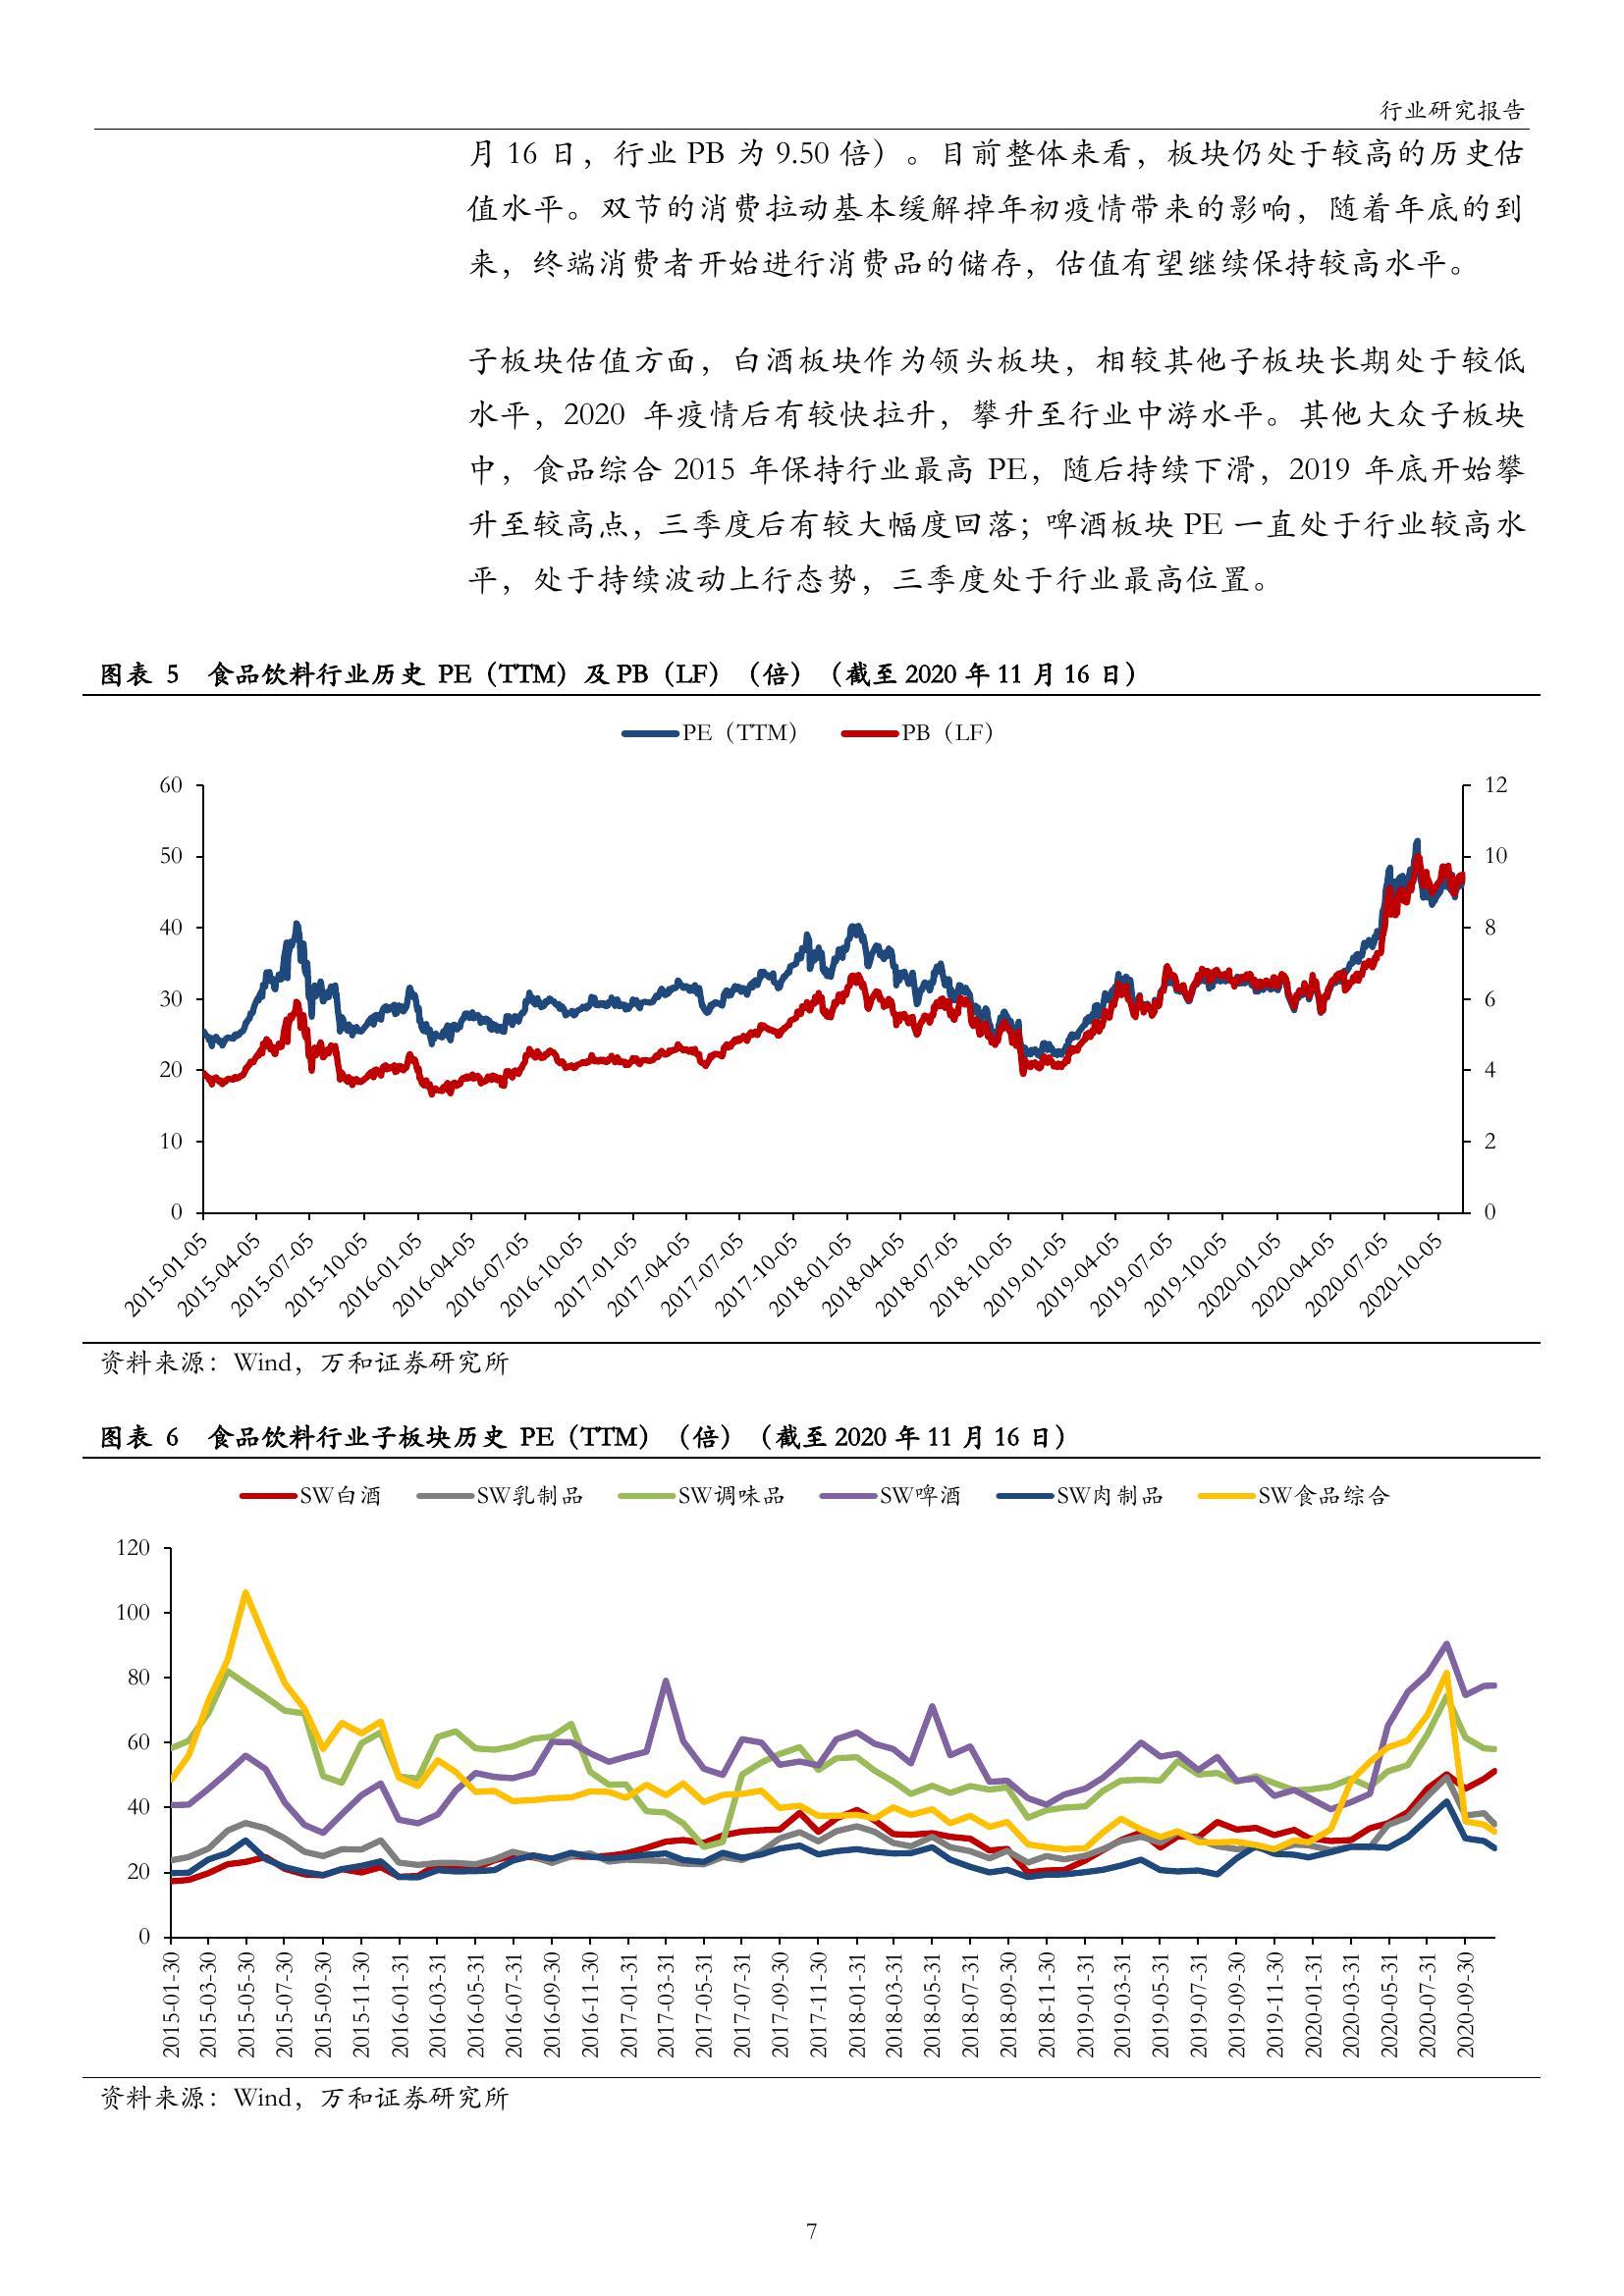 行业研究报告
月 16 日，行业 PB 为 9.50 倍）。目前整体来看，板块仍处于较高的历史估
值水平。双节的消费拉动基本缓解掉年初疫情带来的影响，随着年底的到
来，终端消费者开始进行消费品的储存，估值有望继续保持较高水平。
子板块估值方面，白酒板块作为领头板块，相较其他子板块长期处于较低
水平，2020 年疫情后有较快拉升，攀升至行业中游水平。其他大众子板块
中，食品综合 2015 年保持行业最高 PE，随后持续下滑，2019 年底开始攀
升至较高点，三季度后有较大幅度回落；啤酒板块 PE 一直处于行业较高水
平，处于持续波动上行态势，三季度处于行业最高位置。
图表 5 食品饮料行业历史 PE（TTM）及 PB（LF）（倍）（截至 2020 年 11 月 16 日）
PE（TTM） PB（LF）
60 12
50 10
40 8
30 6
20 4
10 2
0 0
2015-01-05 2015-04-05 2015-07-05 2015-10-05 2016-01-05 2016-04-05 2016-07-05 2016-10-05 2017-01-05 2017-04-05 2017-07-05 2017-10-05 2018-01-05 2018-04-05 2018-07-05 2018-10-05 2019-01-05 2019-04-05 2019-07-05 2019-10-05 2020-01-05 2020-04-05 2020-07-05 2020-10-05
资料来源：Wind，万和证券研究所
图表 6 食品饮料行业子板块历史 PE（TTM）（倍）（截至 2020 年 11 月 16 日）
SW白酒 SW乳制品 SW调味品 SW啤酒 SW肉制品 SW食品综合
120
100
80
60
40
20
0
2015-01-30 2015-03-30 2015-05-30 2015-07-30 2015-09-30 2015-11-30 2016-01-31 2016-03-31 2016-05-31 2016-07-31 2016-09-30 2016-11-30 2017-01-31 2017-03-31 2017-05-31 2017-07-31 2017-09-30 2017-11-30 2018-01-31 2018-03-31 2018-05-31 2018-07-31 2018-09-30 2018-11-30 2019-01-31 2019-03-31 2019-05-31 2019-07-31 2019-09-30 2019-11-30 2020-01-31 2020-03-31 2020-05-31 2020-07-31 2020-09-30
资料来源：Wind，万和证券研究所
7